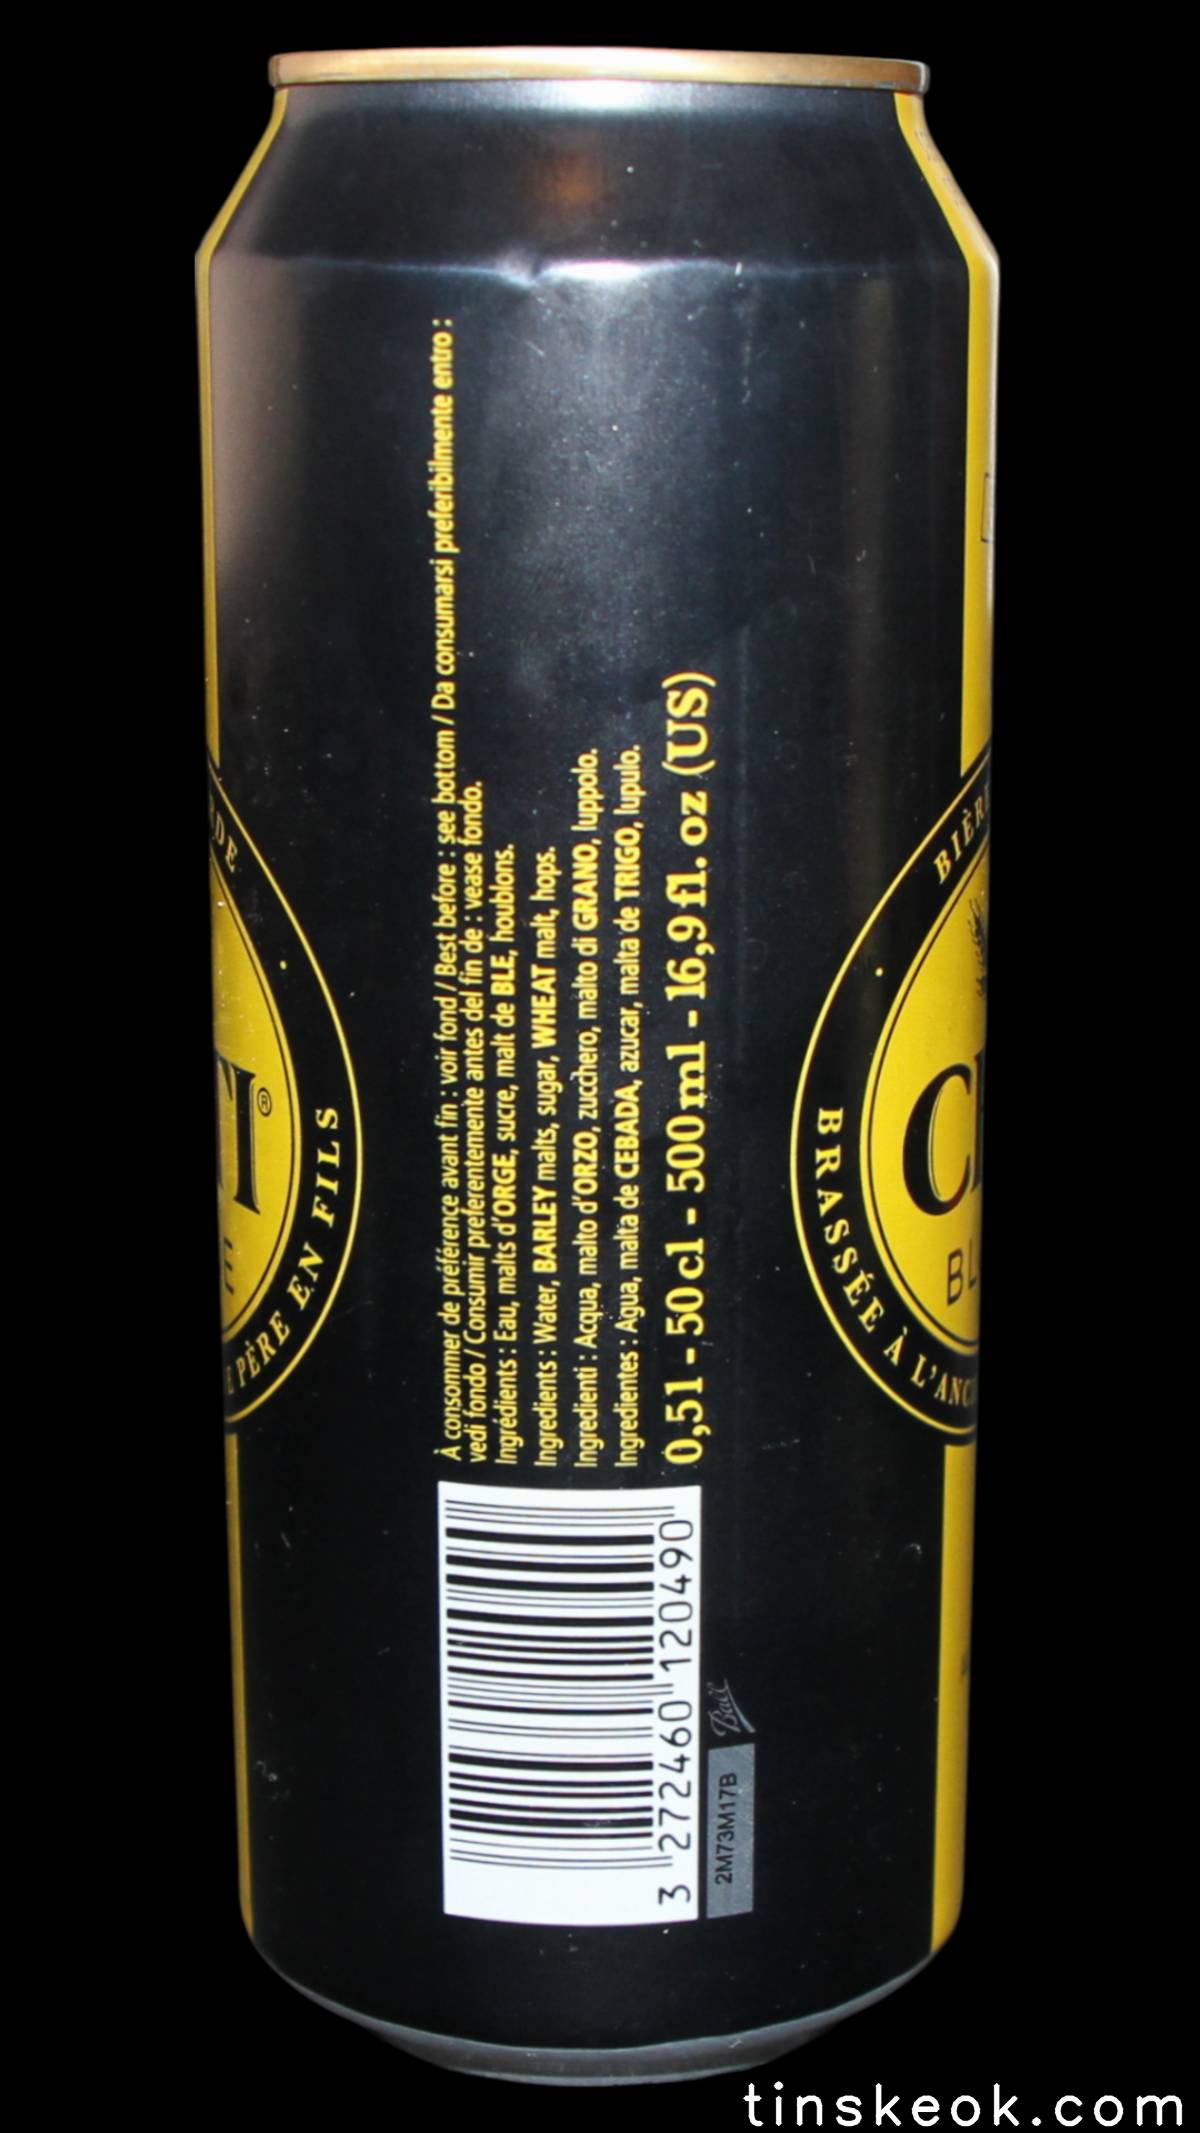 À consommer de préférence avant fin : voir fond / Best before : see bottom / Da consumarsi preferibilmente entro :
vedi fondo / Consumir preferentemente antes del fin de : vease fondo.
Ingrédients : Eau, malts d'ORGE, sucre, malt de BLE, houblons.
Ingredients : Water, BARLEY malts, sugar, WHEAT malt, hops.
Ingredienti : Acqua, malto d'ORZO, zucchero, malto di GRANO, luppolo.
Ingredientes : Agua, malta de CEBADA, azucar, malta de TRIGO, lupulo.
0,5l - 50 cl - 500 ml - 16,9 fl. oz (US)
3 272460 120490
Ball
2M73M17B
PÈRE EN FILS
®
BRASSÉE À L'ANC
tinskeok.com